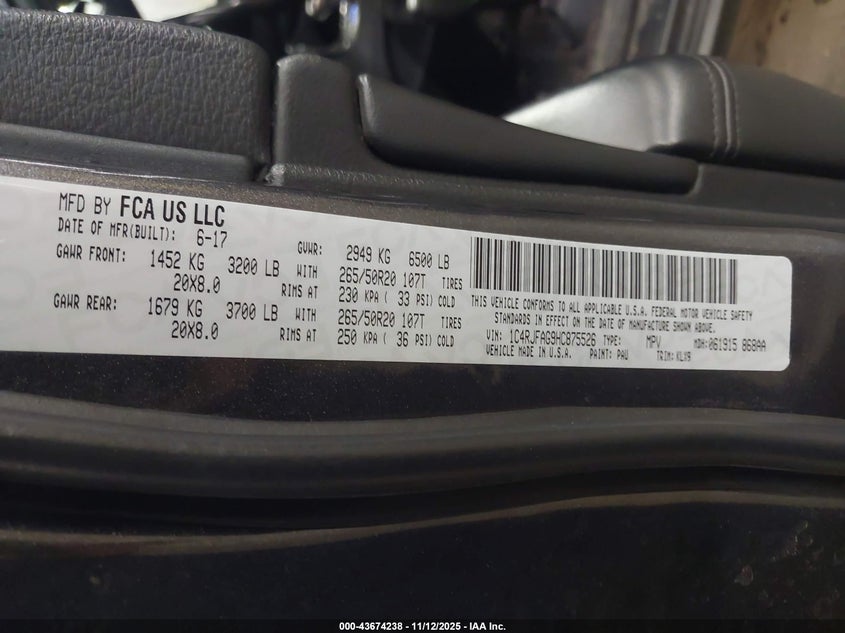 MFD BY FCA US LLC
DATE OF MFR(BUILT): 6-17
GVWR: 2949 KG 6500 LB
GAWR FRONT: 1452 KG 3200 LB WITH 265/50R20 107T TIRES
20X8.0 RIMS AT 230 KPA ( 33 PSI) COLD
GAWR REAR: 1679 KG 3700 LB WITH 265/50R20 107T TIRES
20X8.0 RIMS AT 250 KPA ( 36 PSI) COLD
THIS VEHICLE CONFORMS TO ALL APPLICABLE U.S.A. FEDERAL MOTOR VEHICLE SAFETY
STANDARDS IN EFFECT ON THE DATE OF MANUFACTURE SHOWN ABOVE.
VIN: 1C4RJFAG9HC875526 TYPE: MPV MDH:061915 868AA
VEHICLE MADE IN U.S.A. PAINT: PAU TRIM:KLX9
000-43674238 - 11/12/2025 - IAA Inc.